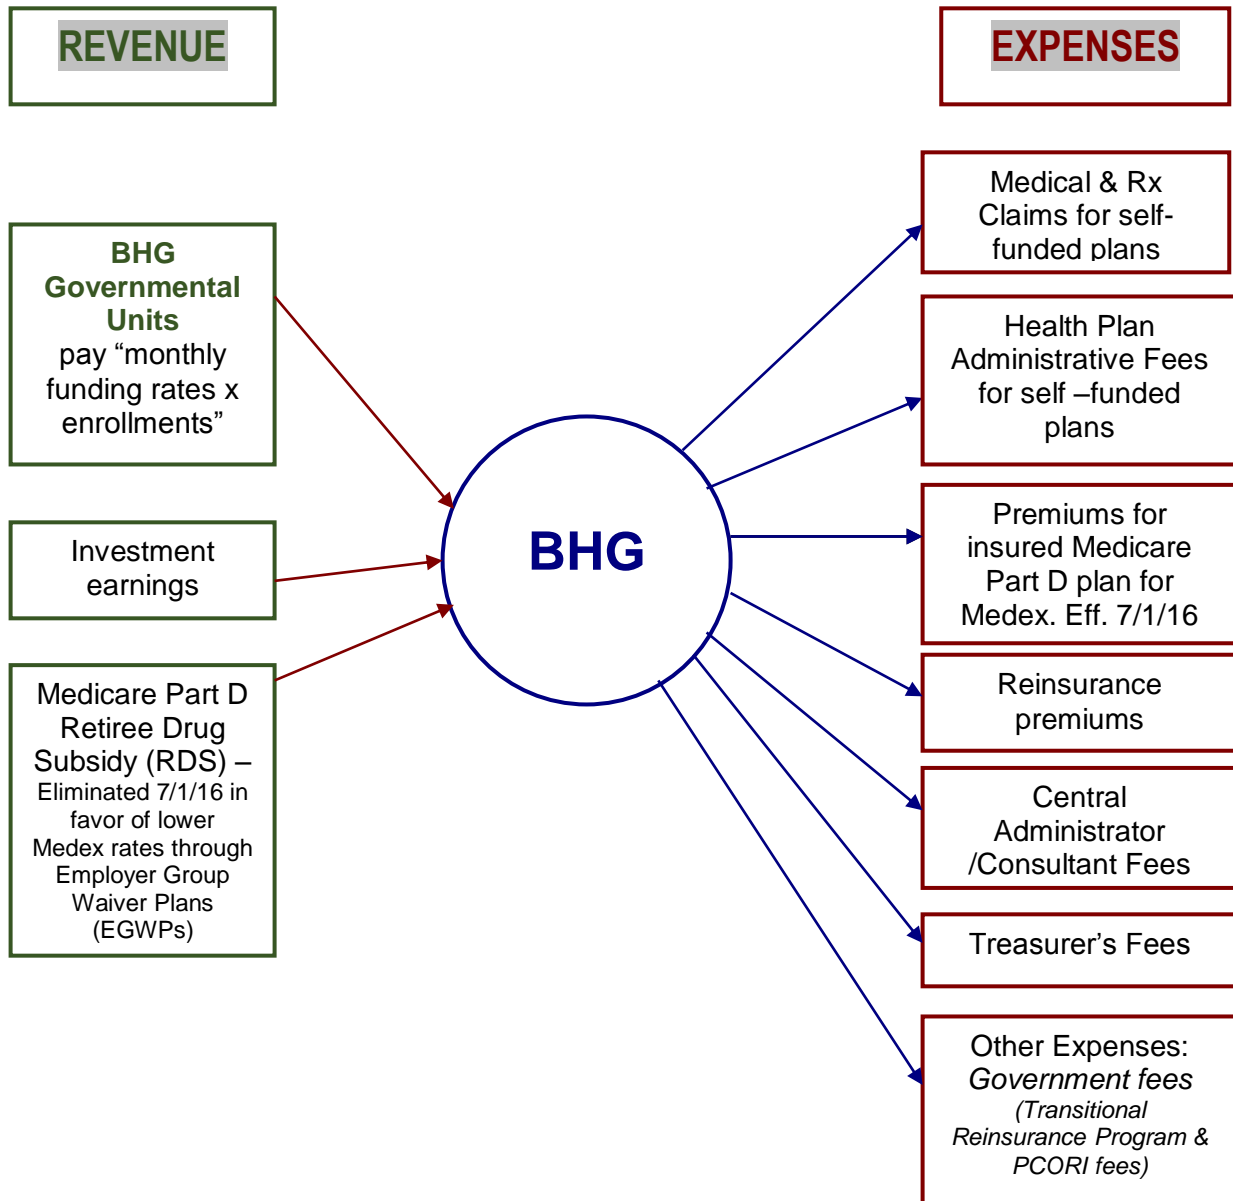 REVENUE
EXPENSES
BHG
Governmental
Units
pay “monthly
funding rates x
enrollments”
Investment
earnings
Medicare Part D
Retiree Drug
Subsidy (RDS) –
Eliminated 7/1/16 in
favor of lower
Medex rates through
Employer Group
Waiver Plans
(EGWPs)
BHG
Medical & Rx
Claims for self-
funded plans
Health Plan
Administrative Fees
for self –funded
plans
Premiums for
insured Medicare
Part D plan for
Medex. Eff. 7/1/16
Reinsurance
premiums
Central
Administrator
/Consultant Fees
Treasurer’s Fees
Other Expenses:
Government fees
(Transitional
Reinsurance Program &
PCORI fees)